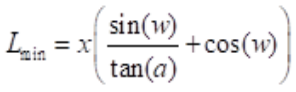 L_min = x( sin(w)/tan(a) + cos(w) )